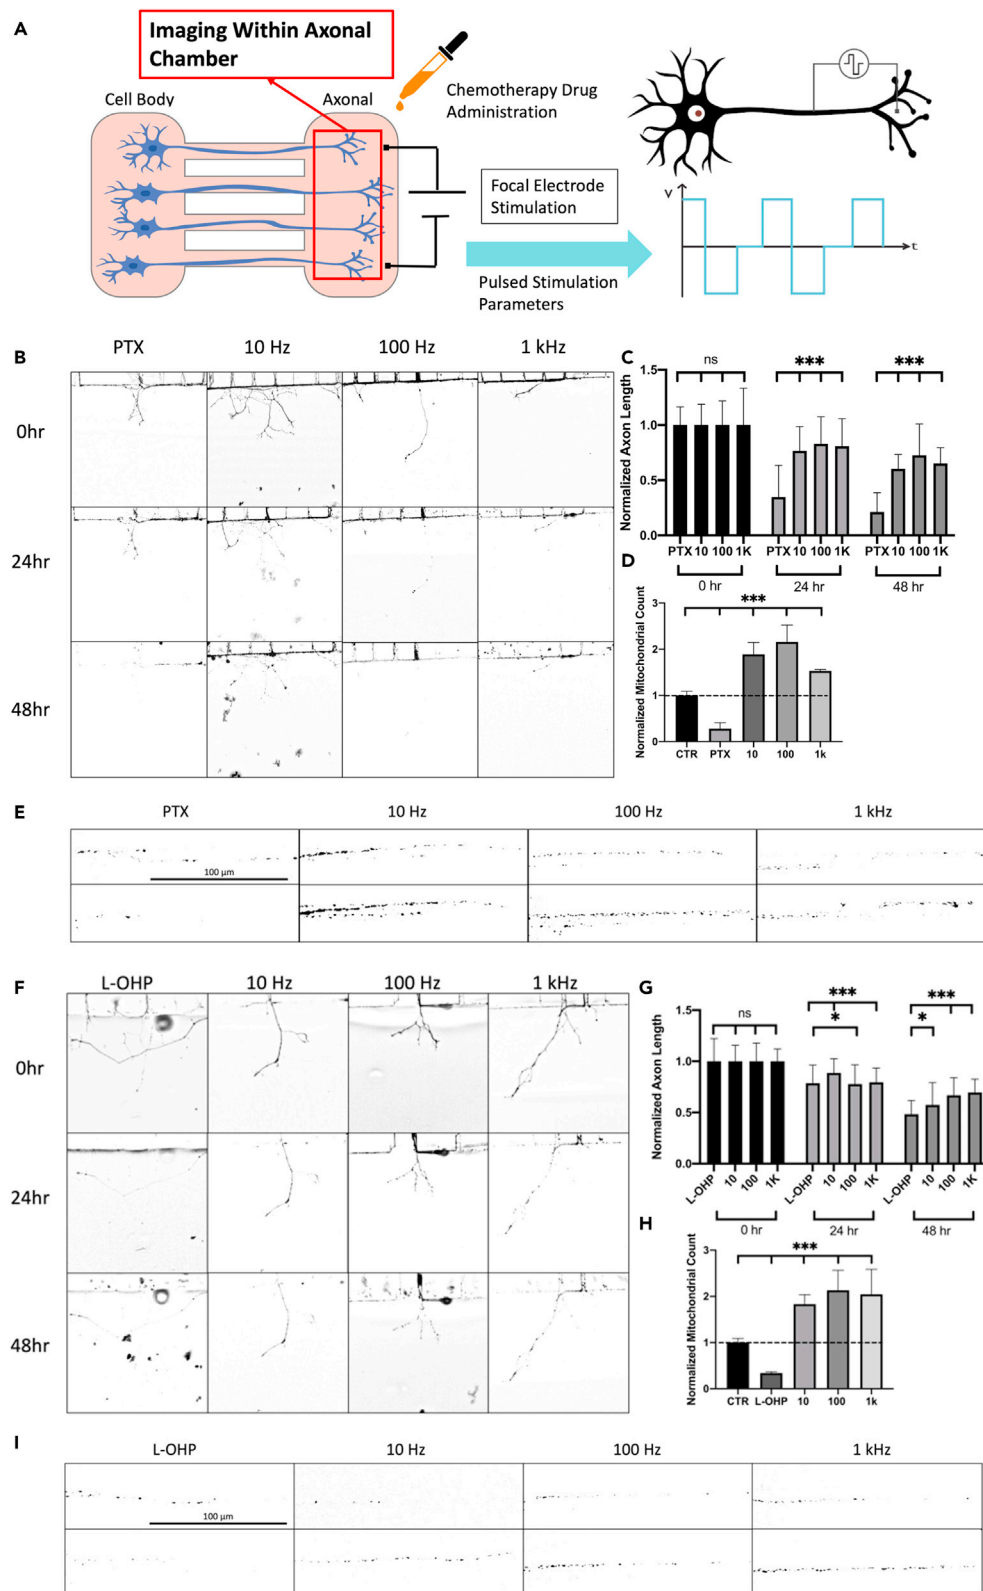 A
Imaging Within Axonal
Chamber
Cell Body
Axonal
Chemotherapy Drug
Administration
Focal Electrode
Stimulation
Pulsed Stimulation
Parameters
V
t
B
PTX 10 Hz 100 Hz 1 kHz
0hr
24hr
48hr
C
ns *** ***
Normalized Axon Length
1.5
1.0
0.5
0.0
PTX 10 100 1K PTX 10 100 1K PTX 10 100 1K
0 hr 24 hr 48 hr
D
***
Normalized Mitochondrial Count
3
2
1
0
CTR PTX 10 100 1k
E
PTX 10 Hz 100 Hz 1 kHz
100 µm
F
L-OHP 10 Hz 100 Hz 1 kHz
0hr
24hr
48hr
G
ns *** * *** *
Normalized Axon Length
1.5
1.0
0.5
0.0
L-OHP 10 100 1K L-OHP 10 100 1K L-OHP 10 100 1K
0 hr 24 hr 48 hr
H
***
Normalized Mitochondrial Count
3
2
1
0
CTR L-OHP 10 100 1k
I
L-OHP 10 Hz 100 Hz 1 kHz
100 µm